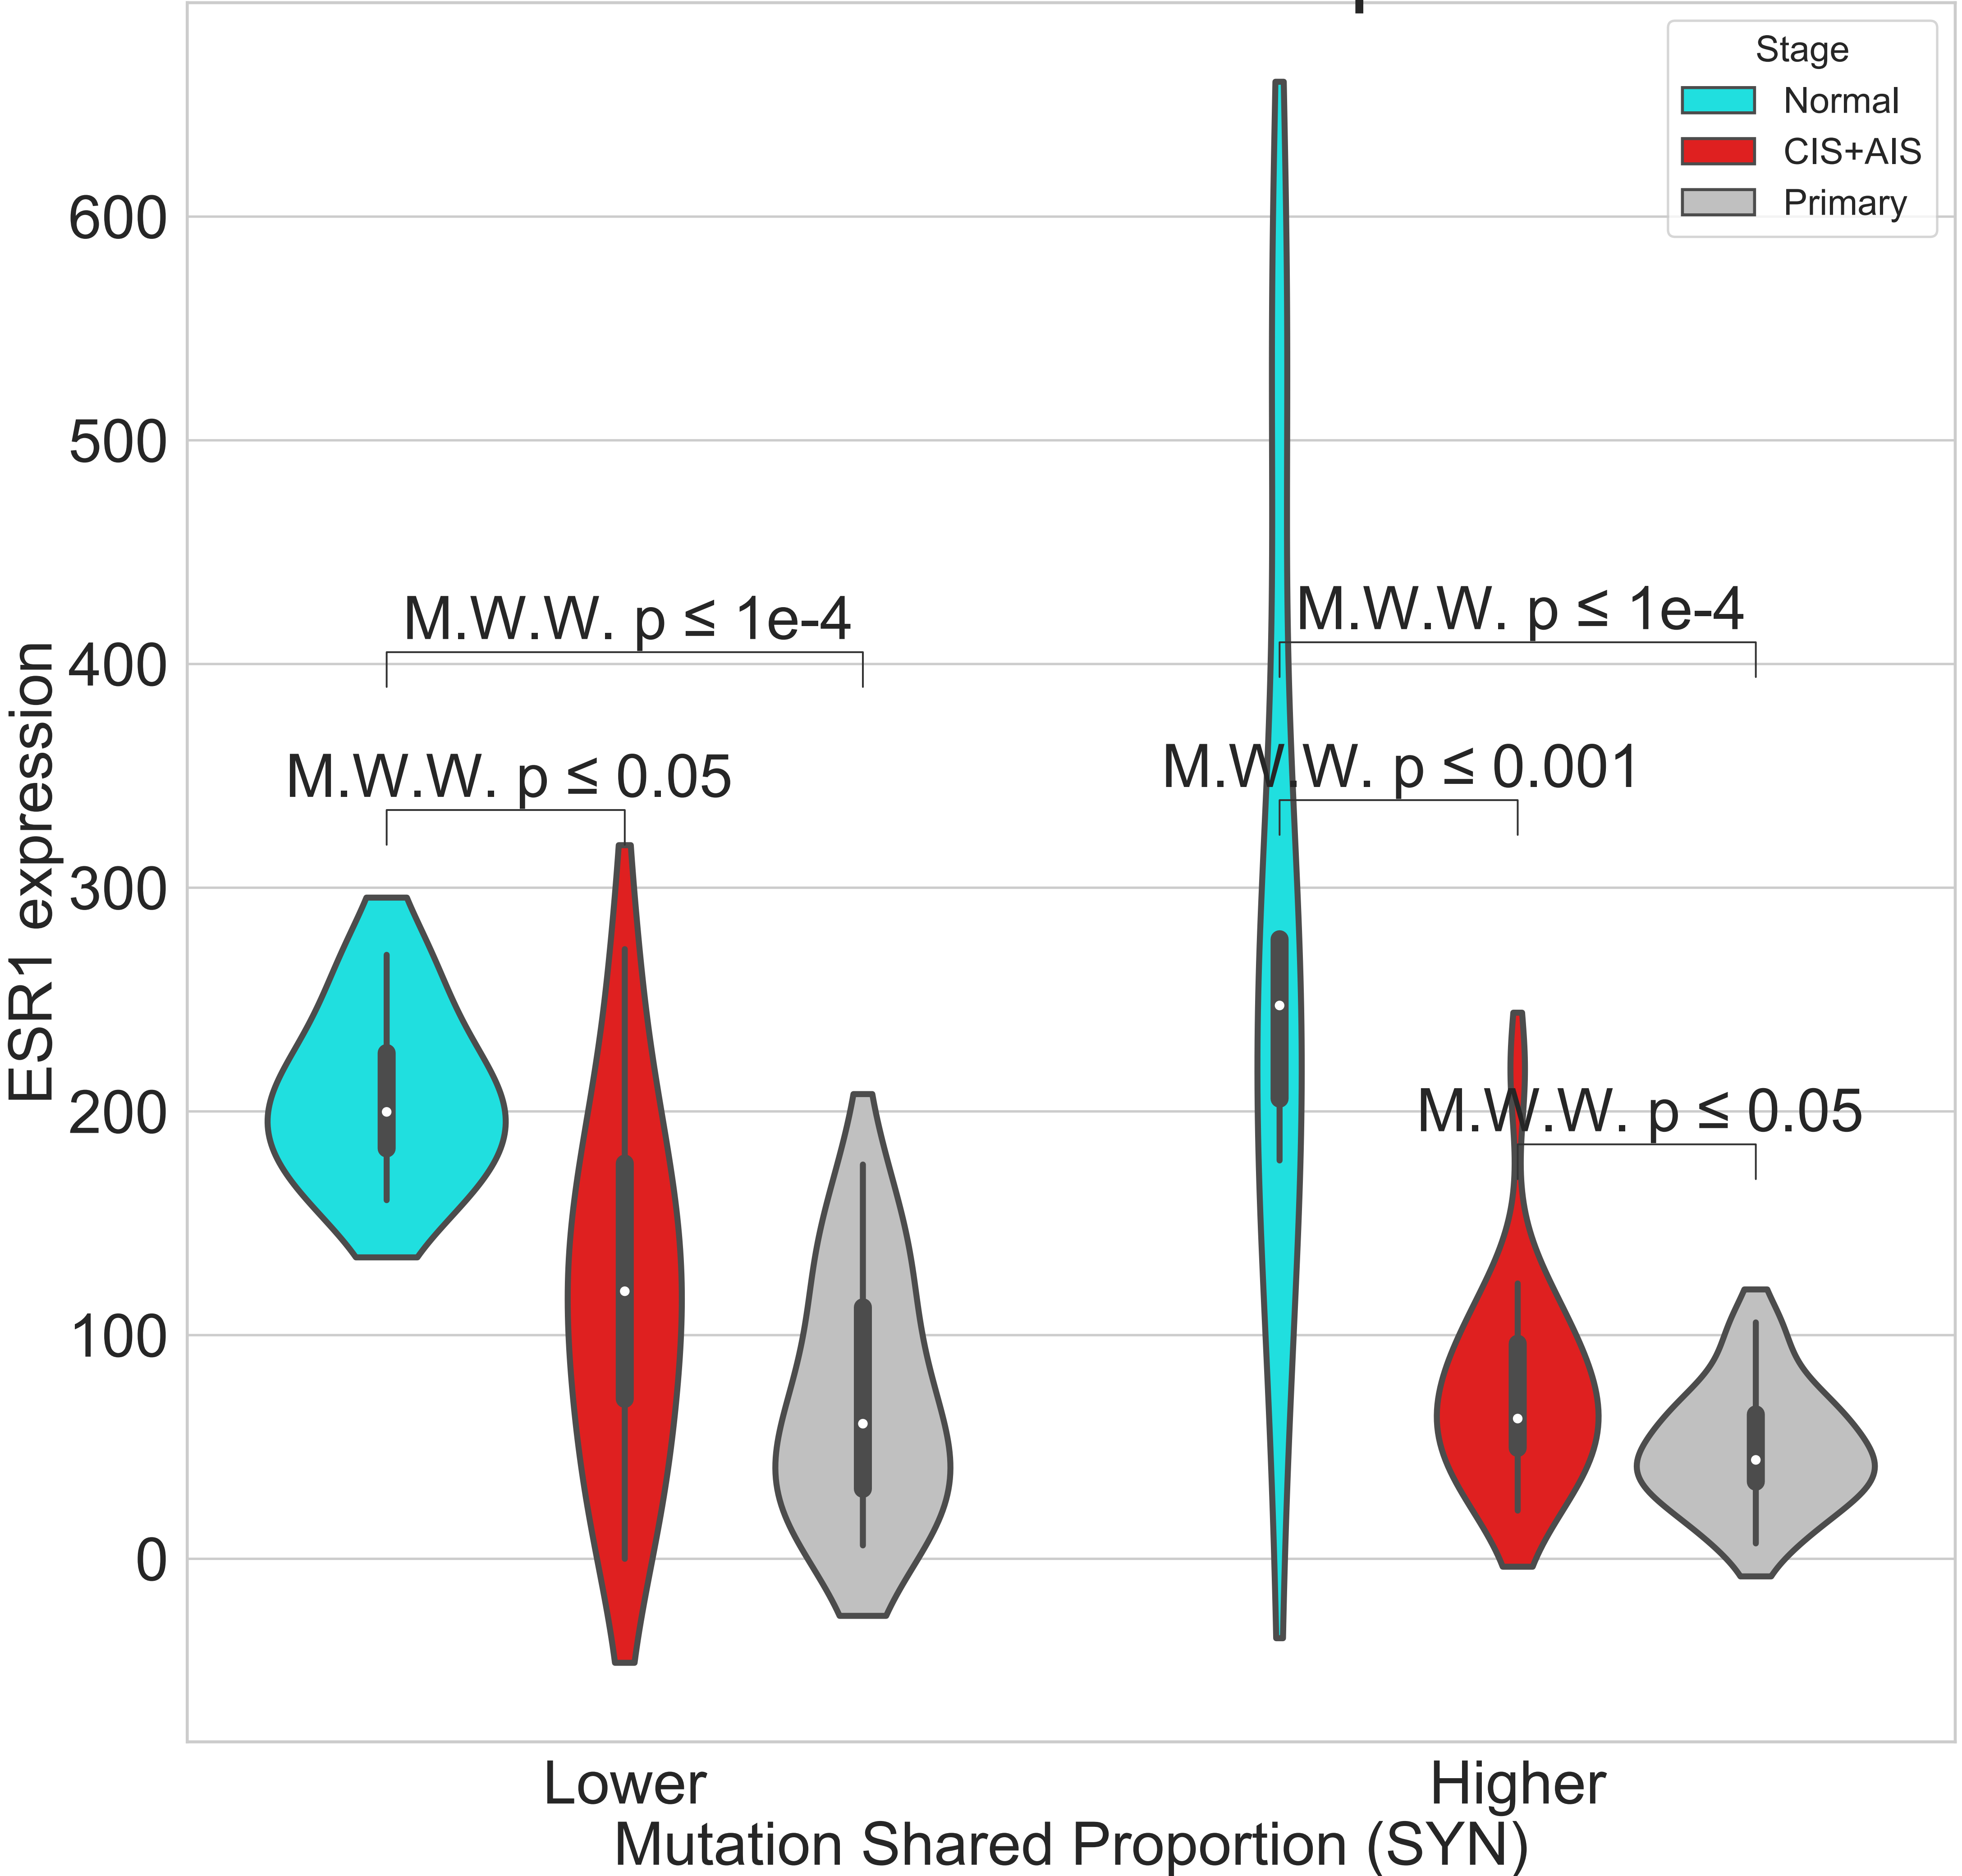 Stage
Normal
CIS+AIS
Primary
600
500
400
300
200
100
0
ESR1 expression
M.W.W. p ≤ 1e-4
M.W.W. p ≤ 1e-4
M.W.W. p ≤ 0.05
M.W.W. p ≤ 0.001
M.W.W. p ≤ 0.05
Lower
Higher
Mutation Shared Proportion (SYN)